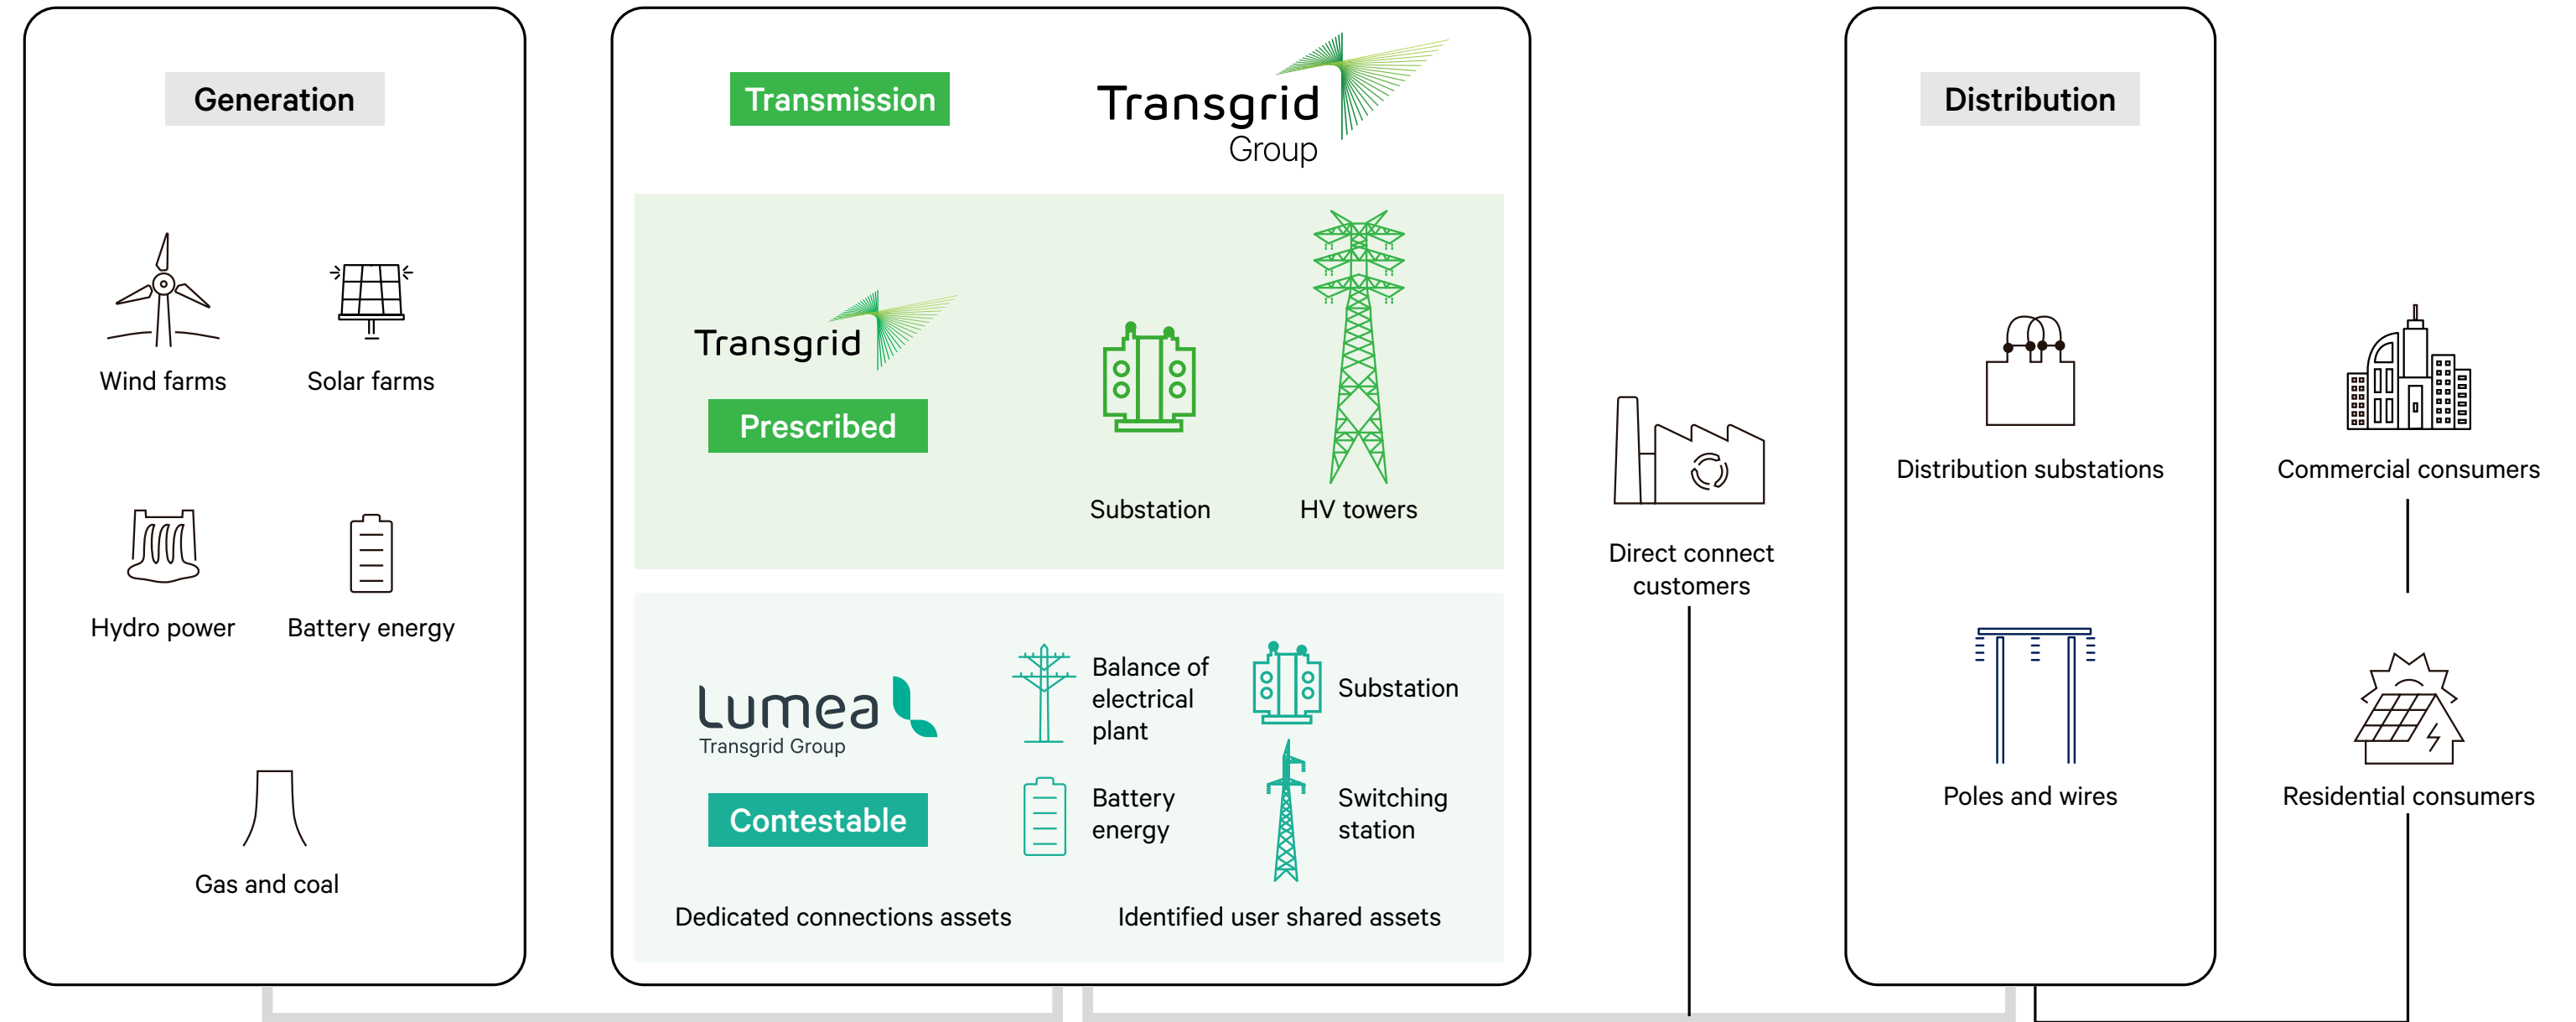 Generation
Wind farms
Solar farms
Hydro power
Battery energy
Gas and coal
Transmission
Transgrid
Group
Transgrid
Prescribed
Substation
HV towers
Lumea
Transgrid Group
Contestable
Balance of
electrical
plant
Substation
Battery
energy
Switching
station
Dedicated connections assets
Identified user shared assets
Direct connect
customers
Distribution
Distribution substations
Poles and wires
Commercial consumers
Residential consumers